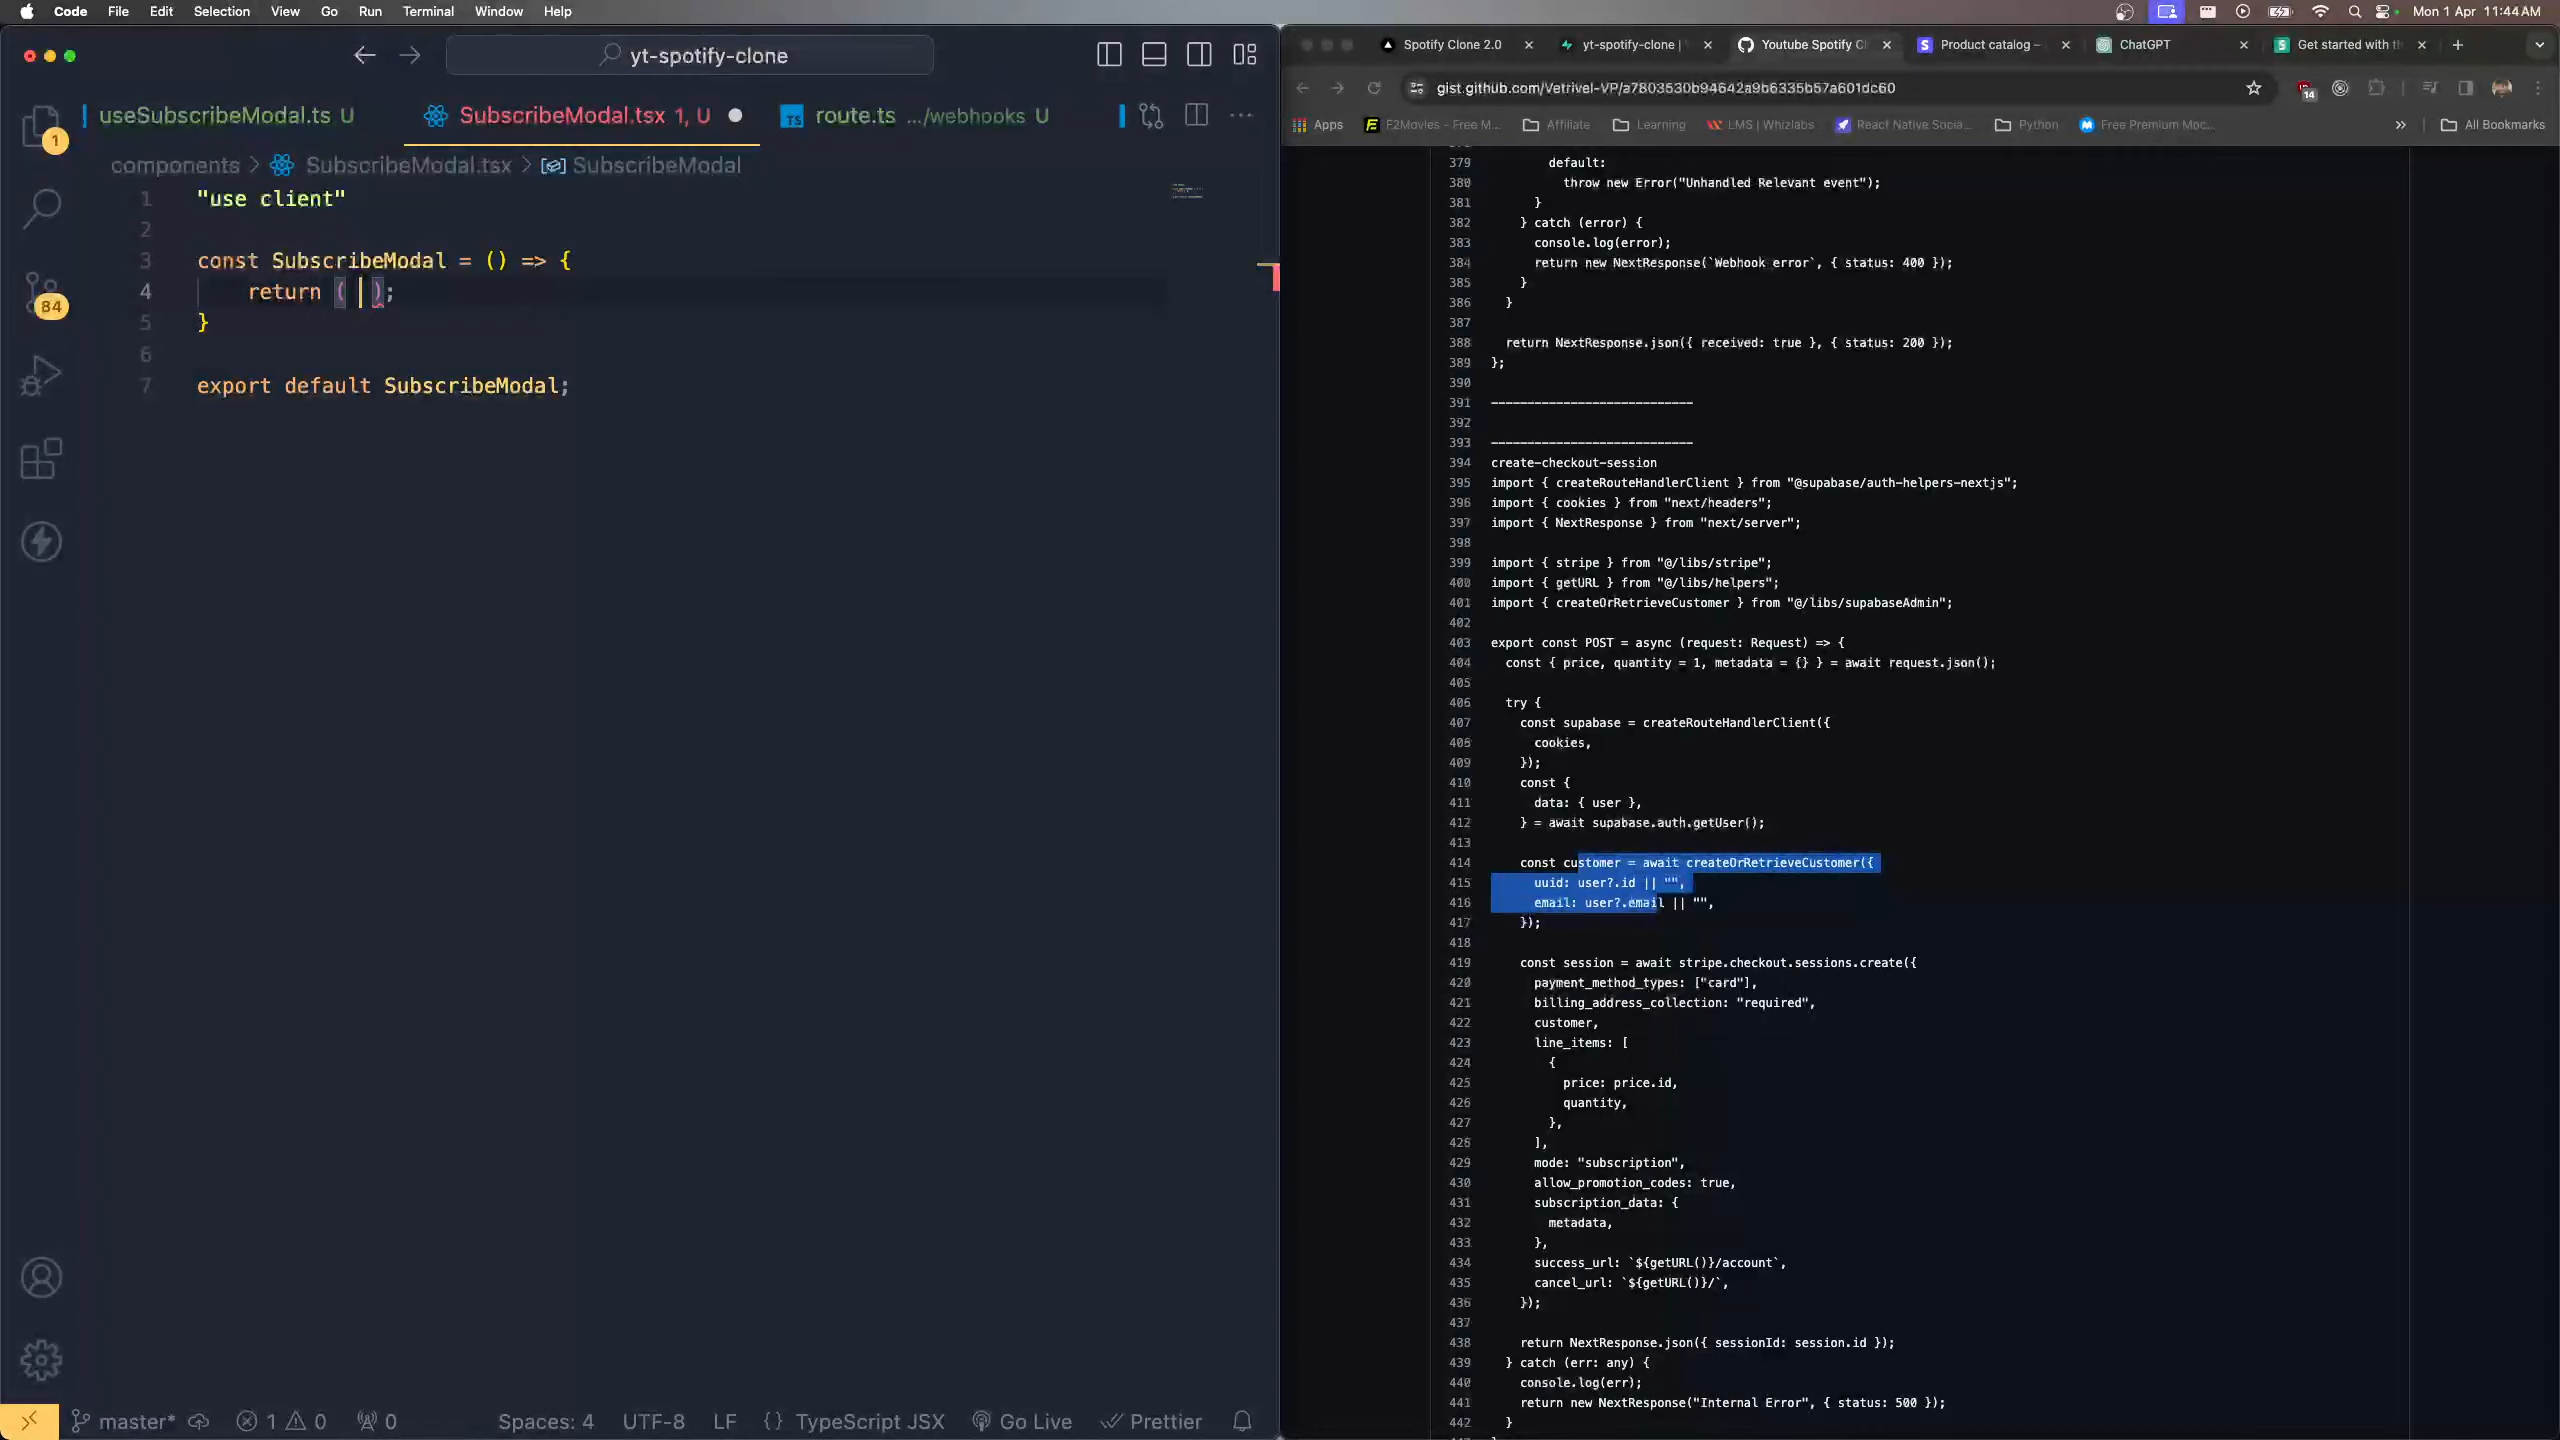 Code File Edit Selection View Go Run Terminal Window Help
Mon 1 Apr 11:44 AM
yt-spotify-clone
useSubscribeModal.ts U
SubscribeModal.tsx 1, U
route.ts .../webhooks U
components > SubscribeModal.tsx > SubscribeModal
1 "use client"
2
3 const SubscribeModal = () => {
4 return ( );
5 }
6
7 export default SubscribeModal;
1
84
master*
1 0
0
Spaces: 4
UTF-8
LF
{} TypeScript JSX
Go Live
Prettier
Spotify Clone 2.0
yt-spotify-clone |
Youtube Spotify C
Product catalog –
ChatGPT
Get started with th
gist.github.com/Vetrivel-VP/a7803530b94642a9b6335b57a601dc60
14
Apps
F2Movies - Free M...
Affiliate
Learning
LMS | Whizlabs
React Native Socia...
Python
Free Premium Moc...
All Bookmarks
379 default:
380 throw new Error("Unhandled Relevant event");
381 }
382 } catch (error) {
383 console.log(error);
384 return new NextResponse(`Webhook error`, { status: 400 });
385 }
386 }
387
388 return NextResponse.json({ received: true }, { status: 200 });
389 };
390
391 ----------------------------
392
393 ----------------------------
394 create-checkout-session
395 import { createRouteHandlerClient } from "@supabase/auth-helpers-nextjs";
396 import { cookies } from "next/headers";
397 import { NextResponse } from "next/server";
398
399 import { stripe } from "@/libs/stripe";
400 import { getURL } from "@/libs/helpers";
401 import { createOrRetrieveCustomer } from "@/libs/supabaseAdmin";
402
403 export const POST = async (request: Request) => {
404 const { price, quantity = 1, metadata = {} } = await request.json();
405
406 try {
407 const supabase = createRouteHandlerClient({
408 cookies,
409 });
410 const {
411 data: { user },
412 } = await supabase.auth.getUser();
413
414 const customer = await createOrRetrieveCustomer({
415 uuid: user?.id || "",
416 email: user?.email || "",
417 });
418
419 const session = await stripe.checkout.sessions.create({
420 payment_method_types: ["card"],
421 billing_address_collection: "required",
422 customer,
423 line_items: [
424 {
425 price: price.id,
426 quantity,
427 },
428 ],
429 mode: "subscription",
430 allow_promotion_codes: true,
431 subscription_data: {
432 metadata,
433 },
434 success_url: `${getURL()}/account`,
435 cancel_url: `${getURL()}/`,
436 });
437
438 return NextResponse.json({ sessionId: session.id });
439 } catch (err: any) {
440 console.log(err);
441 return new NextResponse("Internal Error", { status: 500 });
442 }